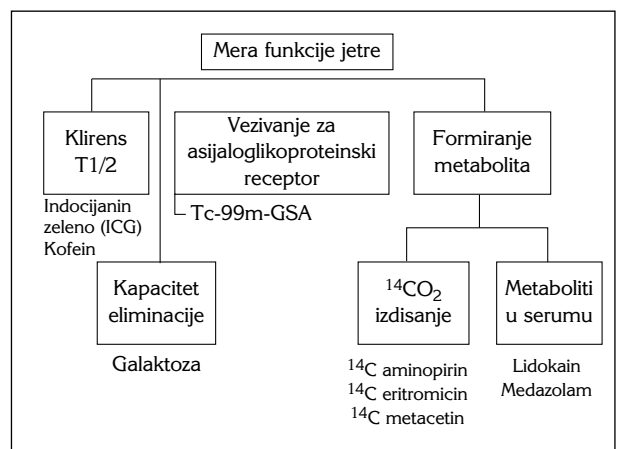 Mera funkcije jetre
Klirens
T1/2
Indocijanin
zeleno (ICG)
Kofein
Vezivanje za
asijaloglikoproteinski
receptor
Tc-99m-GSA
Formiranje
metabolita
Kapacitet
eliminacije
Galaktoza
¹⁴CO₂
izdisanje
¹⁴C aminopirin
¹⁴C eritromicin
¹⁴C metacetin
Metaboliti
u serumu
Lidokain
Medazolam